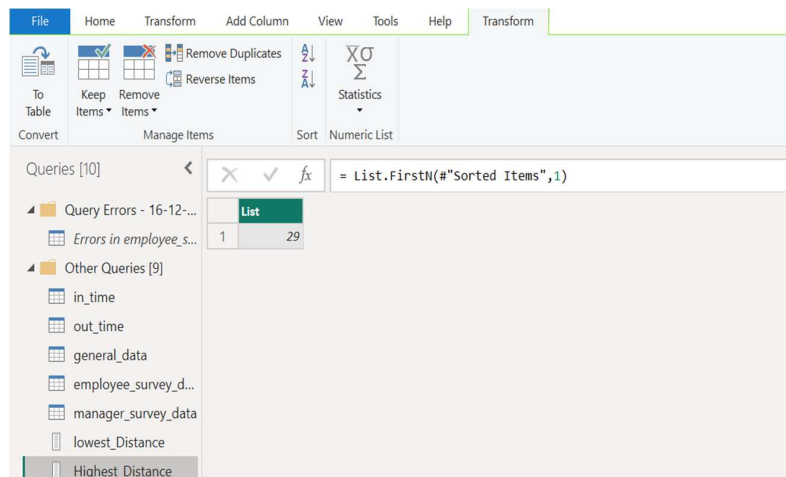 File Home Transform Add Column View Tools Help Transform
Remove Duplicates
Reverse Items
To Table
Keep Items
Remove Items
Statistics
Convert Manage Items Sort Numeric List
Queries [10]
fx = List.FirstN(#"Sorted Items",1)
List
1 29
Query Errors - 16-12-...
Errors in employee_s...
Other Queries [9]
in_time
out_time
general_data
employee_survey_d...
manager_survey_data
lowest_Distance
Highest_Distance